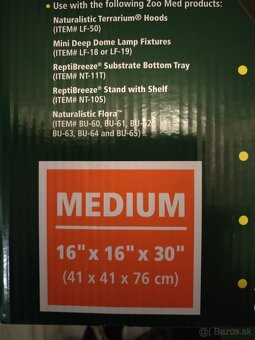 • Use with the following Zoo Med products:
Naturalistic Terrarium® Hoods
(ITEM# LF-50)
Mini Deep Dome Lamp Fixtures
(ITEM# LF-18 or LF-19)
ReptiBreeze® Substrate Bottom Tray
(ITEM# NT-11T)
ReptiBreeze® Stand with Shelf
(ITEM# NT-10S)
Naturalistic Flora™
(ITEM# BU-60, BU-61, BU-62,
BU-63, BU-64 and BU-65)
MEDIUM
16" x 16" x 30"
(41 x 41 x 76 cm)
Bazos.sk